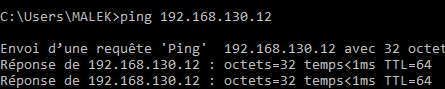 C:\Users\MALEK>ping 192.168.130.12
Envoi d’une requête 'Ping'  192.168.130.12 avec 32 octet
Réponse de 192.168.130.12 : octets=32 temps<1ms TTL=64
Réponse de 192.168.130.12 : octets=32 temps<1ms TTL=64